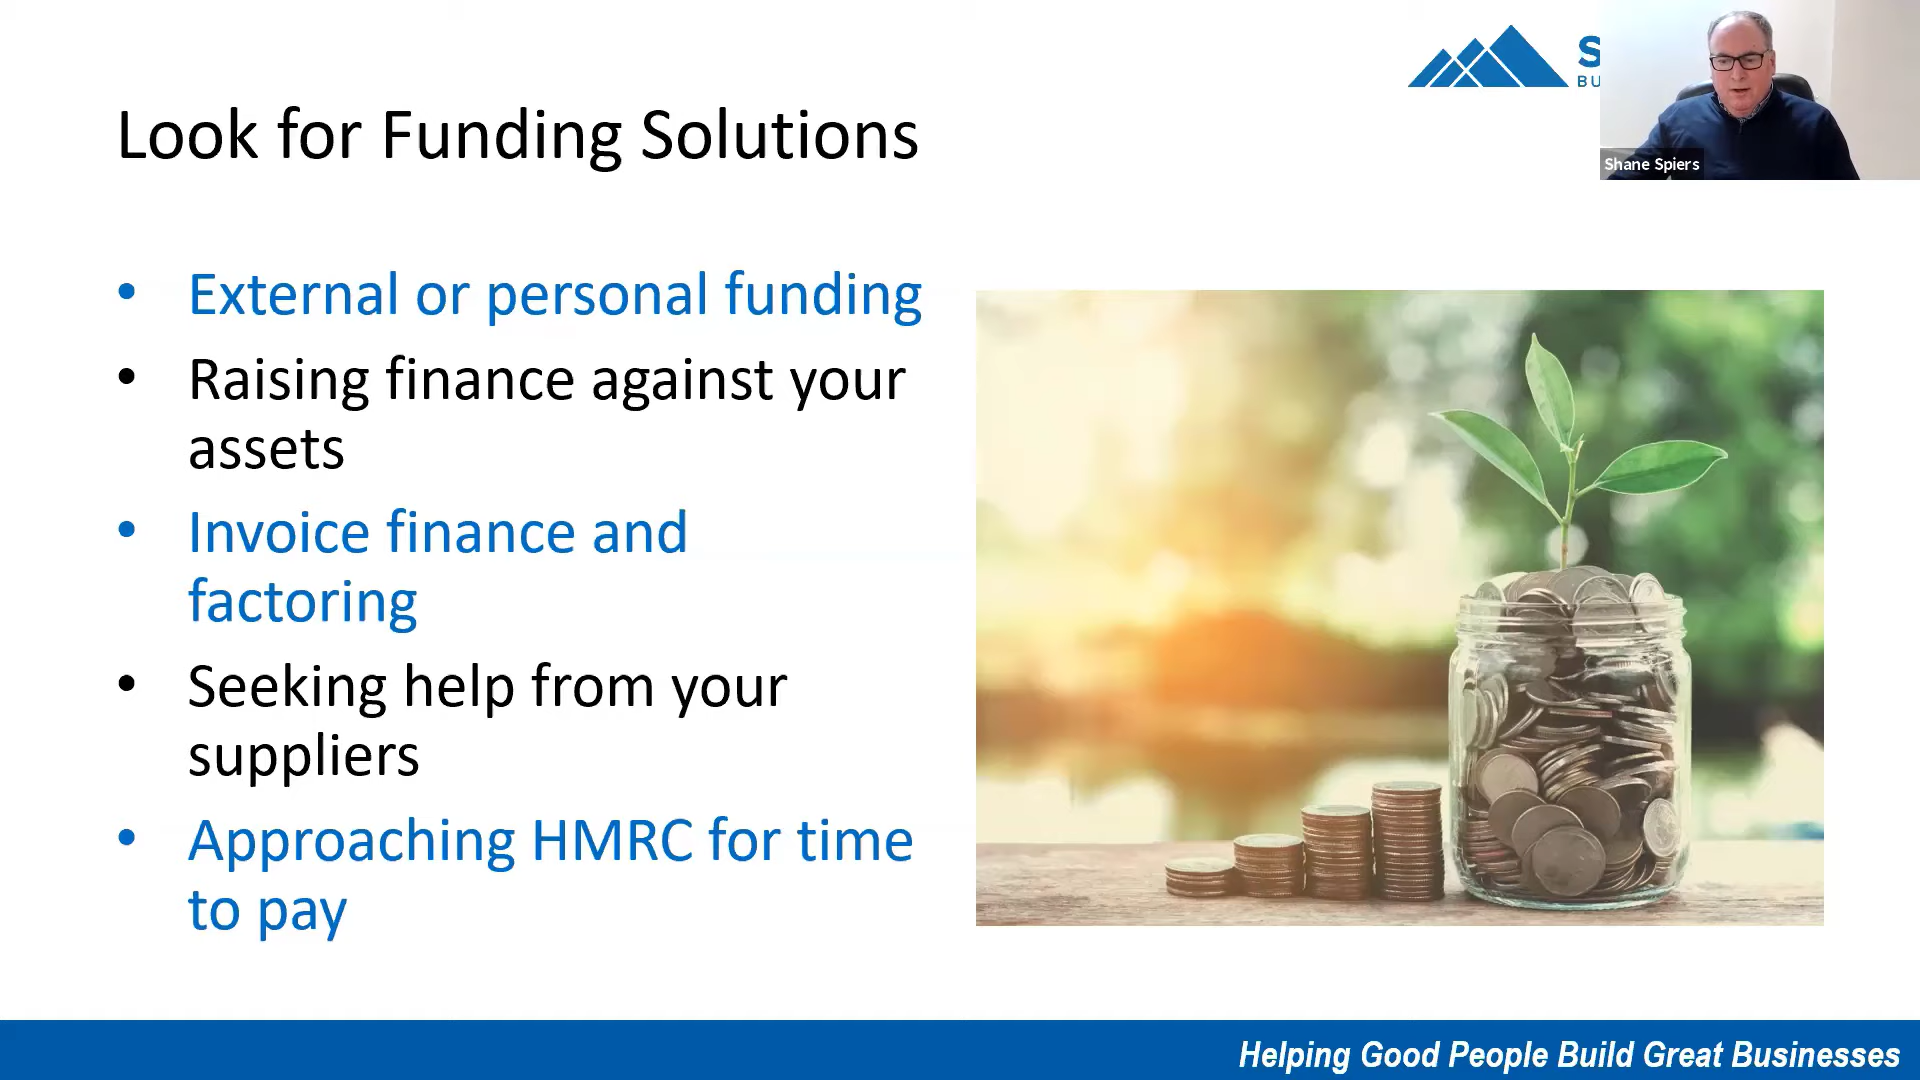 Look for Funding Solutions
Shane Spiers
• External or personal funding
• Raising finance against your
assets
• Invoice finance and
factoring
• Seeking help from your
suppliers
• Approaching HMRC for time
to pay
Helping Good People Build Great Businesses